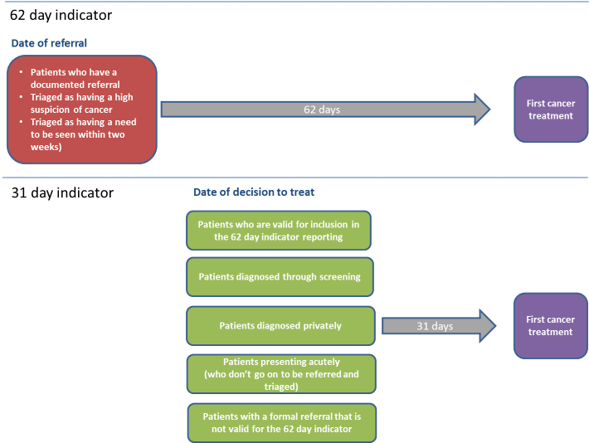 62 day indicator
Date of referral
• Patients who have a
documented referral
• Triaged as having a high
suspicion of cancer
• Triaged as having a need
to be seen within two
weeks)
62 days
First cancer
treatment
31 day indicator
Date of decision to treat
Patients who are valid for inclusion in
the 62 day indicator reporting
Patients diagnosed through screening
Patients diagnosed privately
Patients presenting acutely
(who don't go on to be referred and
triaged)
Patients with a formal referral that is
not valid for the 62 day indicator
31 days
First cancer
treatment